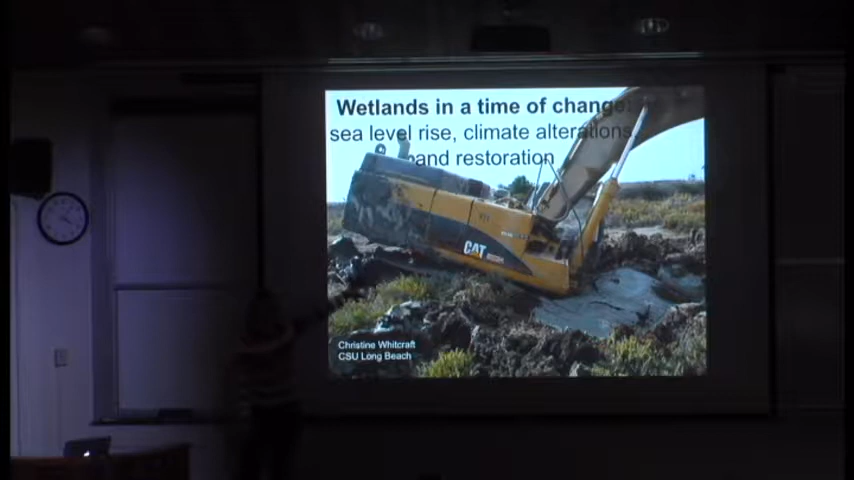 Wetlands in a time of change:
sea level rise, climate alterations,
and restoration
CAT
Christine Whitcraft
CSU Long Beach